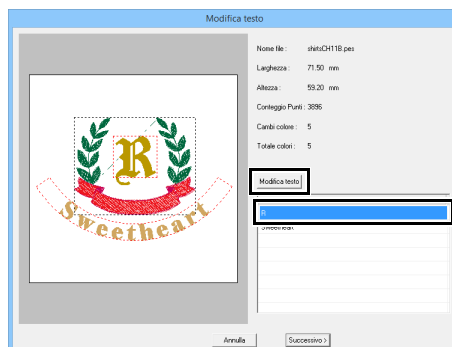 Modifica testo
Nome file : shirtsCH11B.pes
Larghezza : 71.50 mm
Altezza : 59.20 mm
Conteggio Punti : 3896
Cambi colore : 5
Totale colori : 5
R
Modifica testo
R
Sweetheart
Sweetheart
Annulla
Successivo >